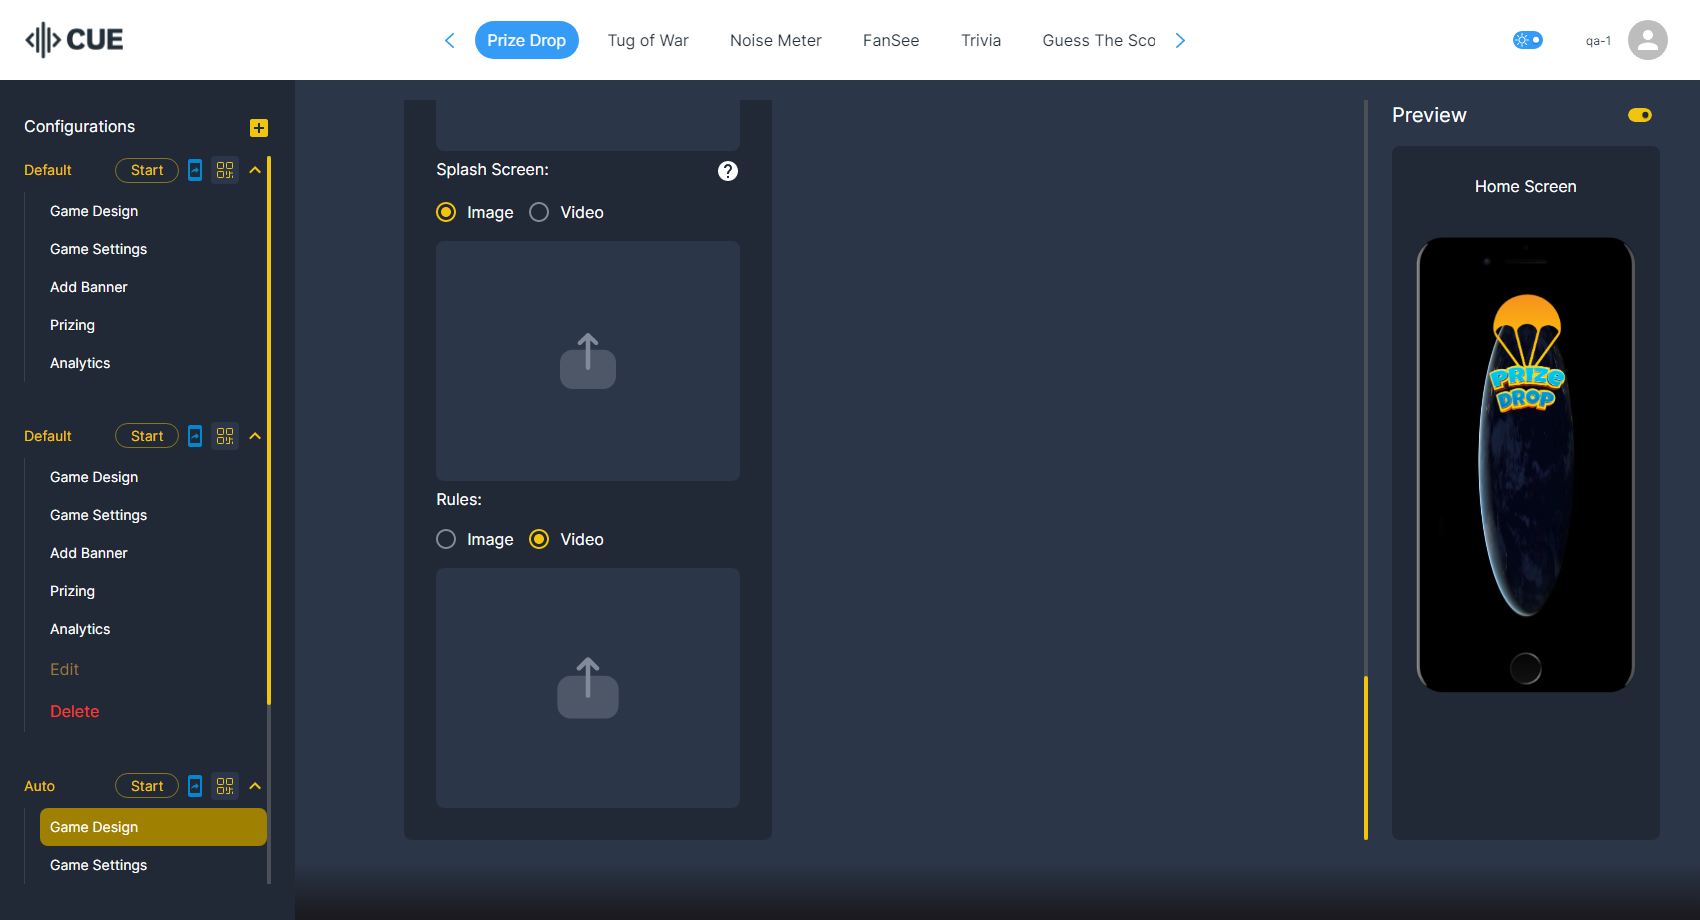 CUE
Prize Drop
Tug of War
Noise Meter
FanSee
Trivia
Guess The Sco
qa-1
Configurations
Default
Start
Game Design
Game Settings
Add Banner
Prizing
Analytics
Default
Start
Game Design
Game Settings
Add Banner
Prizing
Analytics
Edit
Delete
Auto
Start
Game Design
Game Settings
Splash Screen:
?
Image
Video
Rules:
Image
Video
Preview
Home Screen
PRIZE
DROP